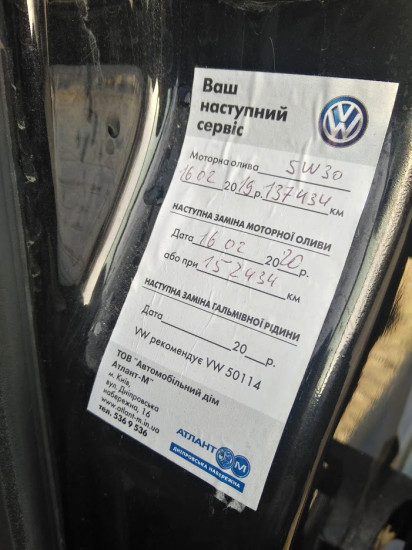 Ваш
наступний
сервіс
Моторна олива 5W30
16 02 2019р. 137434 км
НАСТУПНА ЗАМІНА МОТОРНОЇ ОЛИВИ
Дата 16 02 2020р.
або при 152434 км
НАСТУПНА ЗАМІНА ГАЛЬМІВНОЇ РІДИНИ
Дата 20 р.
VW рекомендує VW 50114
ТОВ "Автомобільний дім
Атлант-М"
м. Київ,
вул. Дніпровська
набережна, 16
www.atlant-m.in.ua
тел. 536 9 536
АТЛАНТ М
ДНІПРОВСЬКА НАБЕРЕЖНА